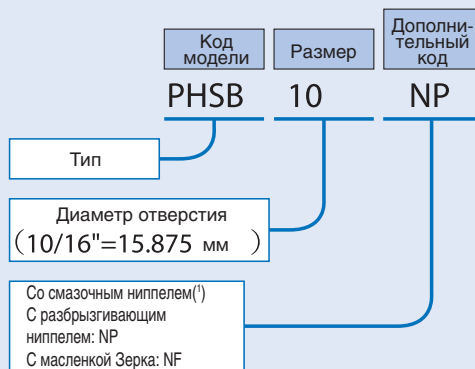 Код
модели
Размер
Дополни-
тельный
код
PHSB 10 NP
Тип
Диаметр отверстия
(10/16"=15.875 мм )
Со смазочным ниппелем(¹)
С разбрызгивающим
ниппелем: NP
С масленкой Зерка: NF